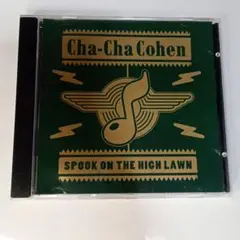 Cha-Cha Cohen
SPOOK ON THE HIGH LAWN